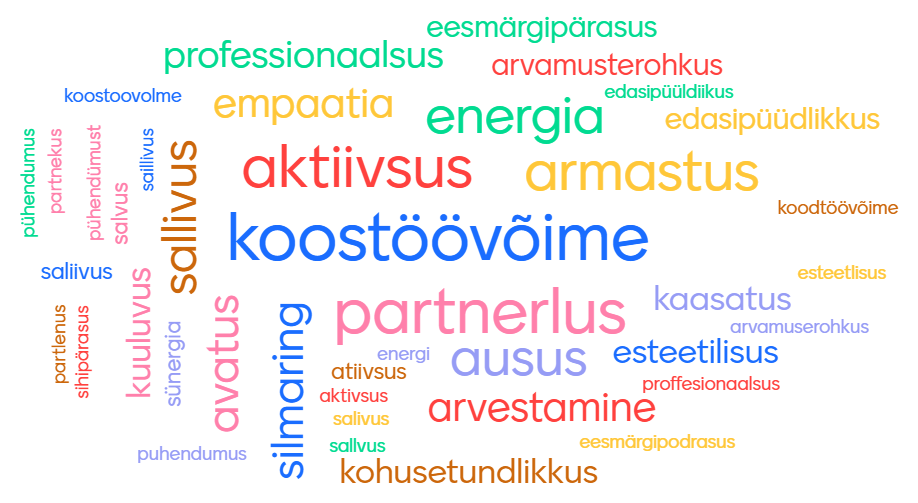 eesmärgipärasus
professionaalsus
arvamusterohkus
koostoovolme
empaatia
energia
edasipüüldiikus
edasipüüdlikkus
pühendumus
partnekus
pühendümust
salvus
saillivus
sallivus
aktiivsus
armastus
koodtöövõime
koostöövõime
saliivus
esteetlisus
kuuluvus
avatus
silmaring
partnerlus
kaasatus
arvamuserohkus
partlenus
sihipärasus
sünergia
energi
ausus
esteetilisus
atiivsus
aktivsus
proffesionaalsus
salivus
arvestamine
puhendumus
sallvus
eesmärgipodrasus
kohusetundlikkus